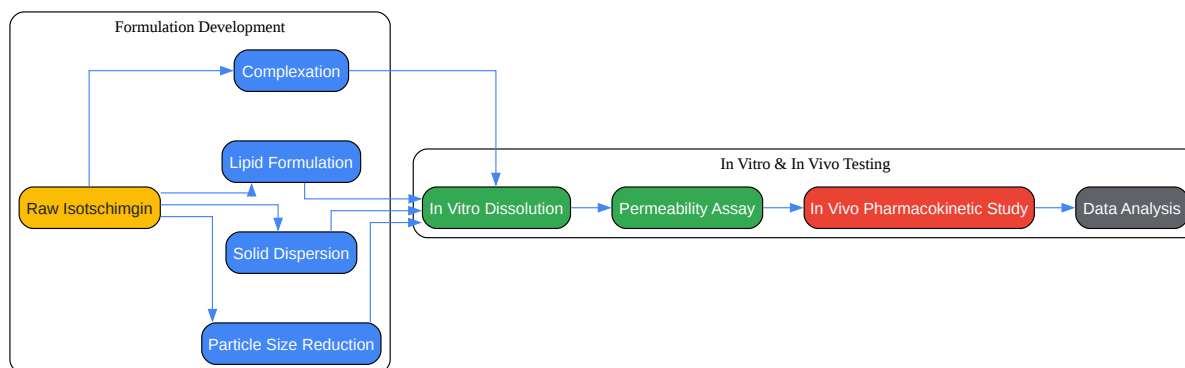 Formulation Development
Complexation
Lipid Formulation
In Vitro & In Vivo Testing
Raw Isotschimgin
In Vitro Dissolution
Permeability Assay
In Vivo Pharmacokinetic Study
Data Analysis
Solid Dispersion
Particle Size Reduction